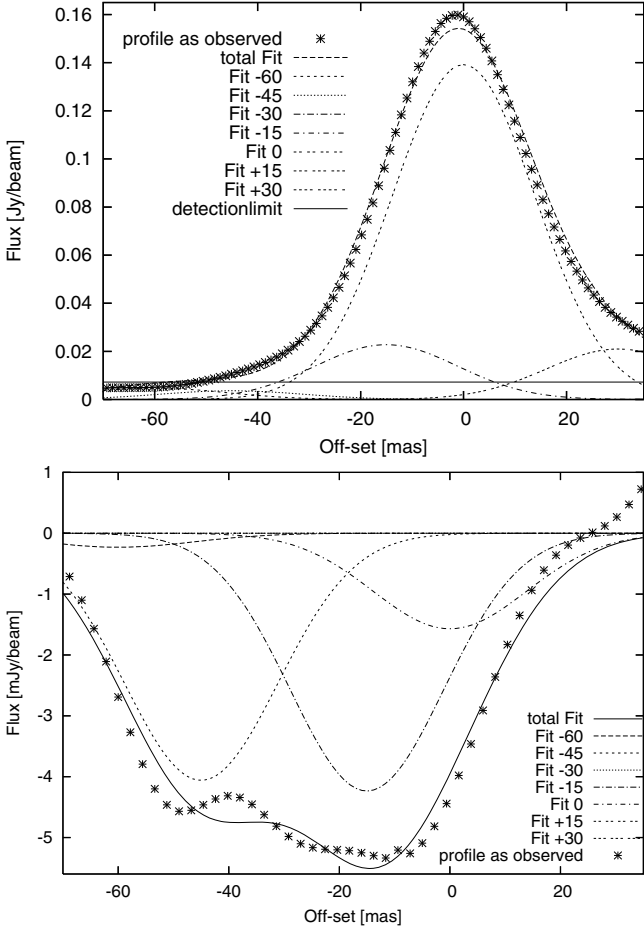 0.16
0.14
0.12
0.1
0.08
0.06
0.04
0.02
0
Flux [Jy/beam]
profile as observed
total Fit
Fit -60
Fit -45
Fit -30
Fit -15
Fit 0
Fit +15
Fit +30
detectionlimit
-60 -40 -20 0 20
Off-set [mas]
1
0
-1
-2
-3
-4
-5
Flux [mJy/beam]
total Fit
Fit -60
Fit -45
Fit -30
Fit -15
Fit 0
Fit +15
Fit +30
profile as observed
-60 -40 -20 0 20
Off-set [mas]